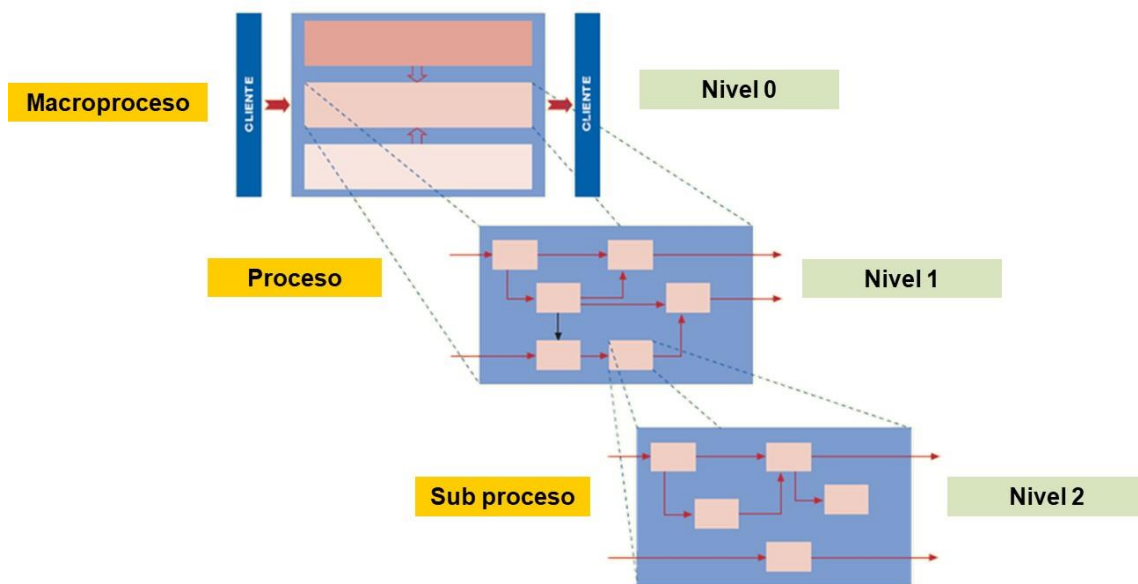 Macroproceso
CLIENTE
CLIENTE
Nivel 0
Proceso
Nivel 1
Sub proceso
Nivel 2